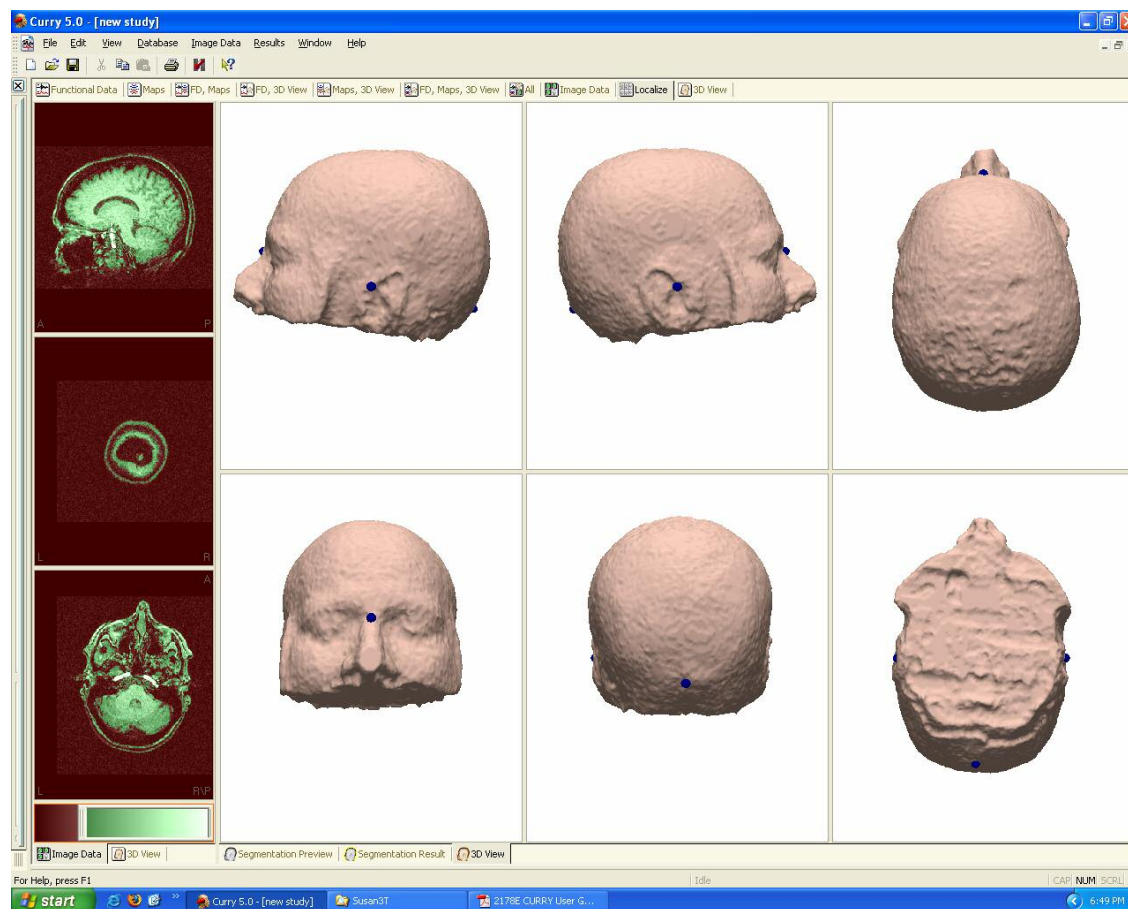 Curry 5.0 - [new study]
File Edit View Database Image Data Results Window Help
Functional Data Maps FD, Maps FD, 3D View Maps, 3D View FD, Maps, 3D View All Image Data Localize 3D View
A P
L R
A
L R\P
Image Data 3D View Segmentation Preview Segmentation Result 3D View
For Help, press F1 Idle CAP NUM SCRL
start Curry 5.0 - [new study] Susan3T 2178E CURRY User G... 6:49 PM